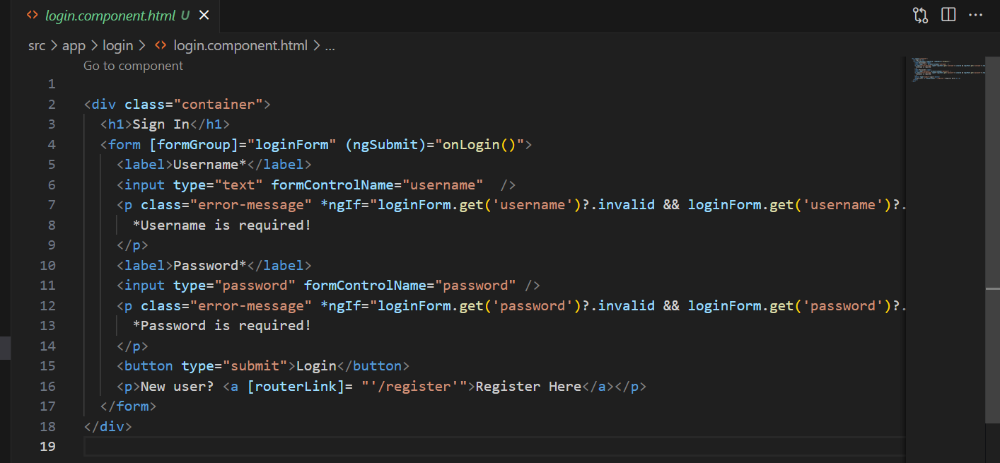 login.component.html U
src > app > login > login.component.html > ...
Go to component
1
2 <div class="container">
3 <h1>Sign In</h1>
4 <form [formGroup]="loginForm" (ngSubmit)="onLogin()">
5 <label>Username*</label>
6 <input type="text" formControlName="username"  />
7 <p class="error-message" *ngIf="loginForm.get('username')?.invalid && loginForm.get('username')?.
8 *Username is required!
9 </p>
10 <label>Password*</label>
11 <input type="password" formControlName="password" />
12 <p class="error-message" *ngIf="loginForm.get('password')?.invalid && loginForm.get('password')?.
13 *Password is required!
14 </p>
15 <button type="submit">Login</button>
16 <p>New user? <a [routerLink]= "'/register'">Register Here</a></p>
17 </form>
18 </div>
19